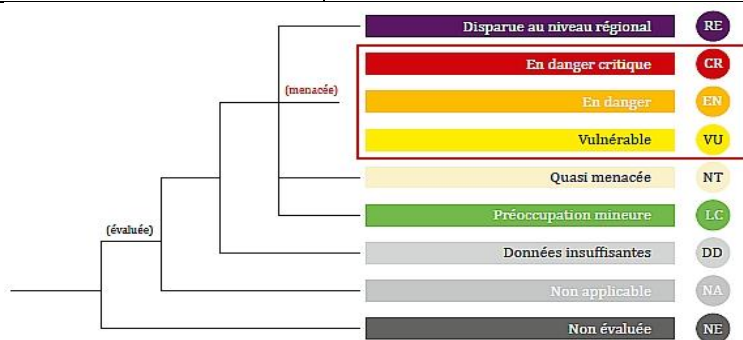 Disparue au niveau régional RE
En danger critique CR
(menacée)
En danger EN
Vulnérable VU
Quasi menacée NT
Préoccupation mineure LC
(évaluée)
Données insuffisantes DD
Non applicable NA
Non évaluée NE